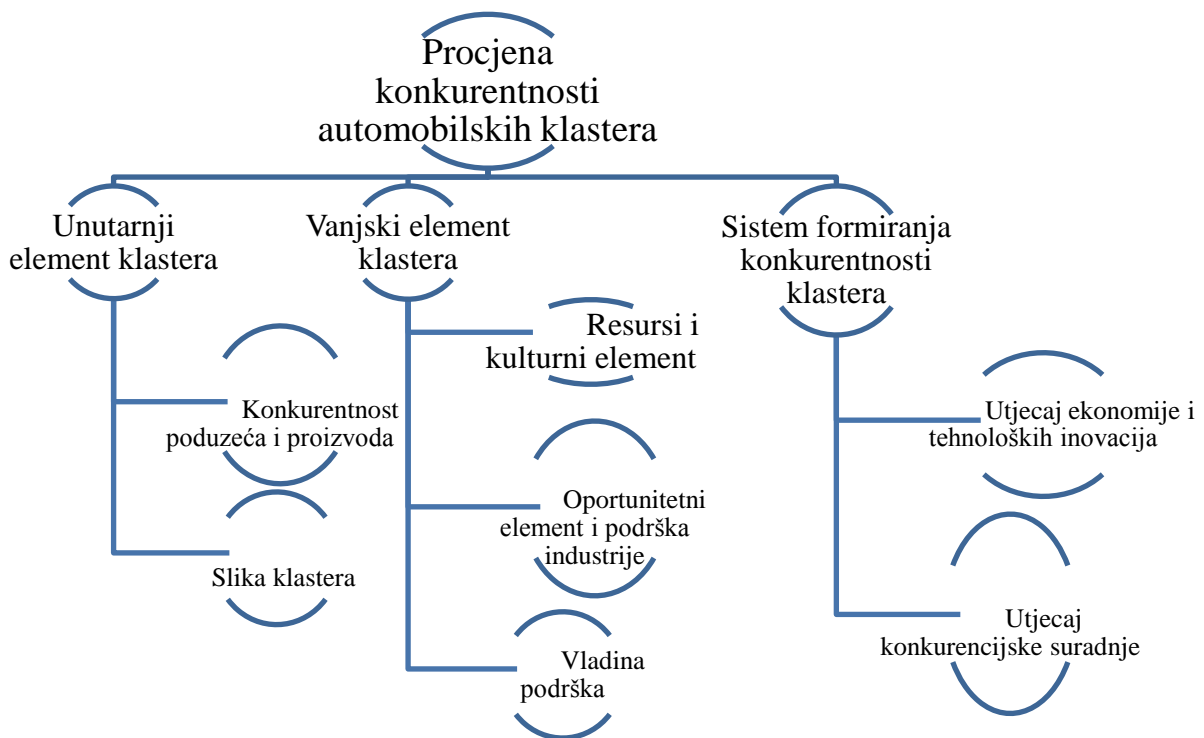 Procjena
konkurentnosti
automobilskih klastera
Unutarnji
element klastera
Konkurentnost
poduzeća i proizvoda
Slika klastera
Vanjski element
klastera
Resursi i
kulturni element
Oportunitetni
element i podrška
industrije
Vladina
podrška
Sistem formiranja
konkurentnosti
klastera
Utjecaj ekonomije i
tehnoloških inovacija
Utjecaj
konkurencijske suradnje